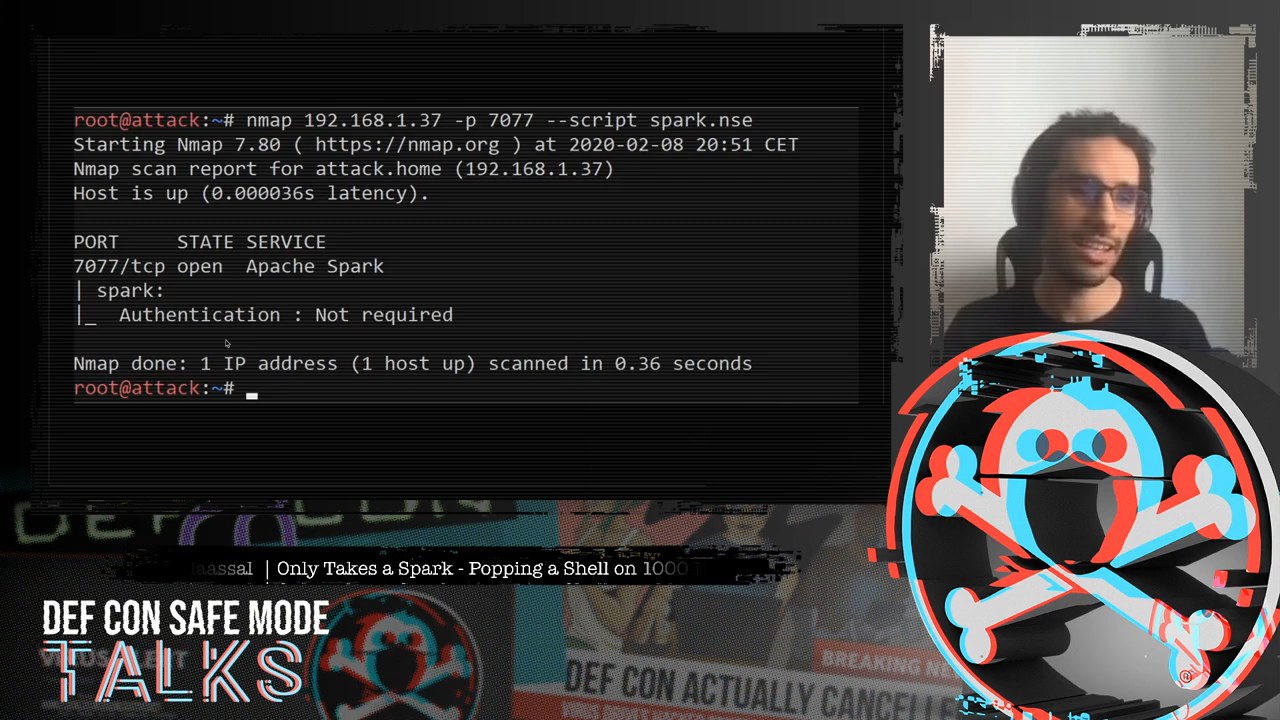 root@attack:~# nmap 192.168.1.37 -p 7077 --script spark.nse
Starting Nmap 7.80 ( https://nmap.org ) at 2020-02-08 20:51 CET
Nmap scan report for attack.home (192.168.1.37)
Host is up (0.000036s latency).
PORT     STATE SERVICE
7077/tcp open  Apache Spark
| spark:
|_  Authentication : Not required
Nmap done: 1 IP address (1 host up) scanned in 0.36 seconds
root@attack:~#
DEF CON
aassal | Only Takes a Spark - Popping a Shell on 1000
DEF CON SAFE MODE
TALKS
BREAKING NE
DEF CON ACTUALLY CANCELLE
®